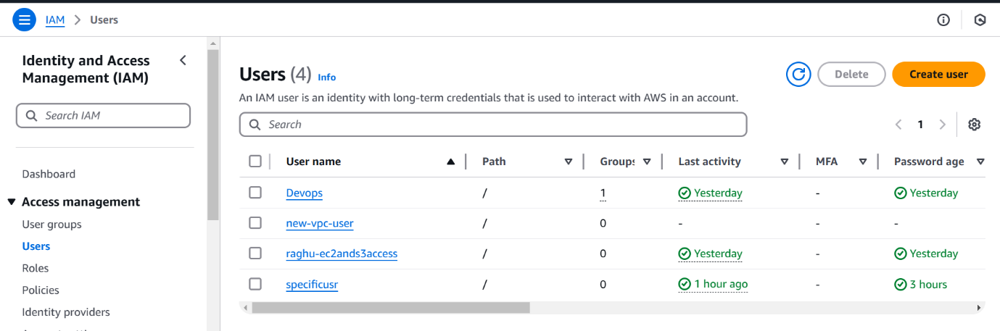 IAM > Users
Identity and Access
Management (IAM)
Search IAM
Dashboard
Access management
User groups
Users
Roles
Policies
Identity providers
Users (4) Info
Delete
Create user
An IAM user is an identity with long-term credentials that is used to interact with AWS in an account.
Search
1
User name Path Groups Last activity MFA Password age
Devops / 1 Yesterday - Yesterday
new-vpc-user / 0 - - -
raghu-ec2ands3access / 0 Yesterday - Yesterday
specificusr / 0 1 hour ago - 3 hours